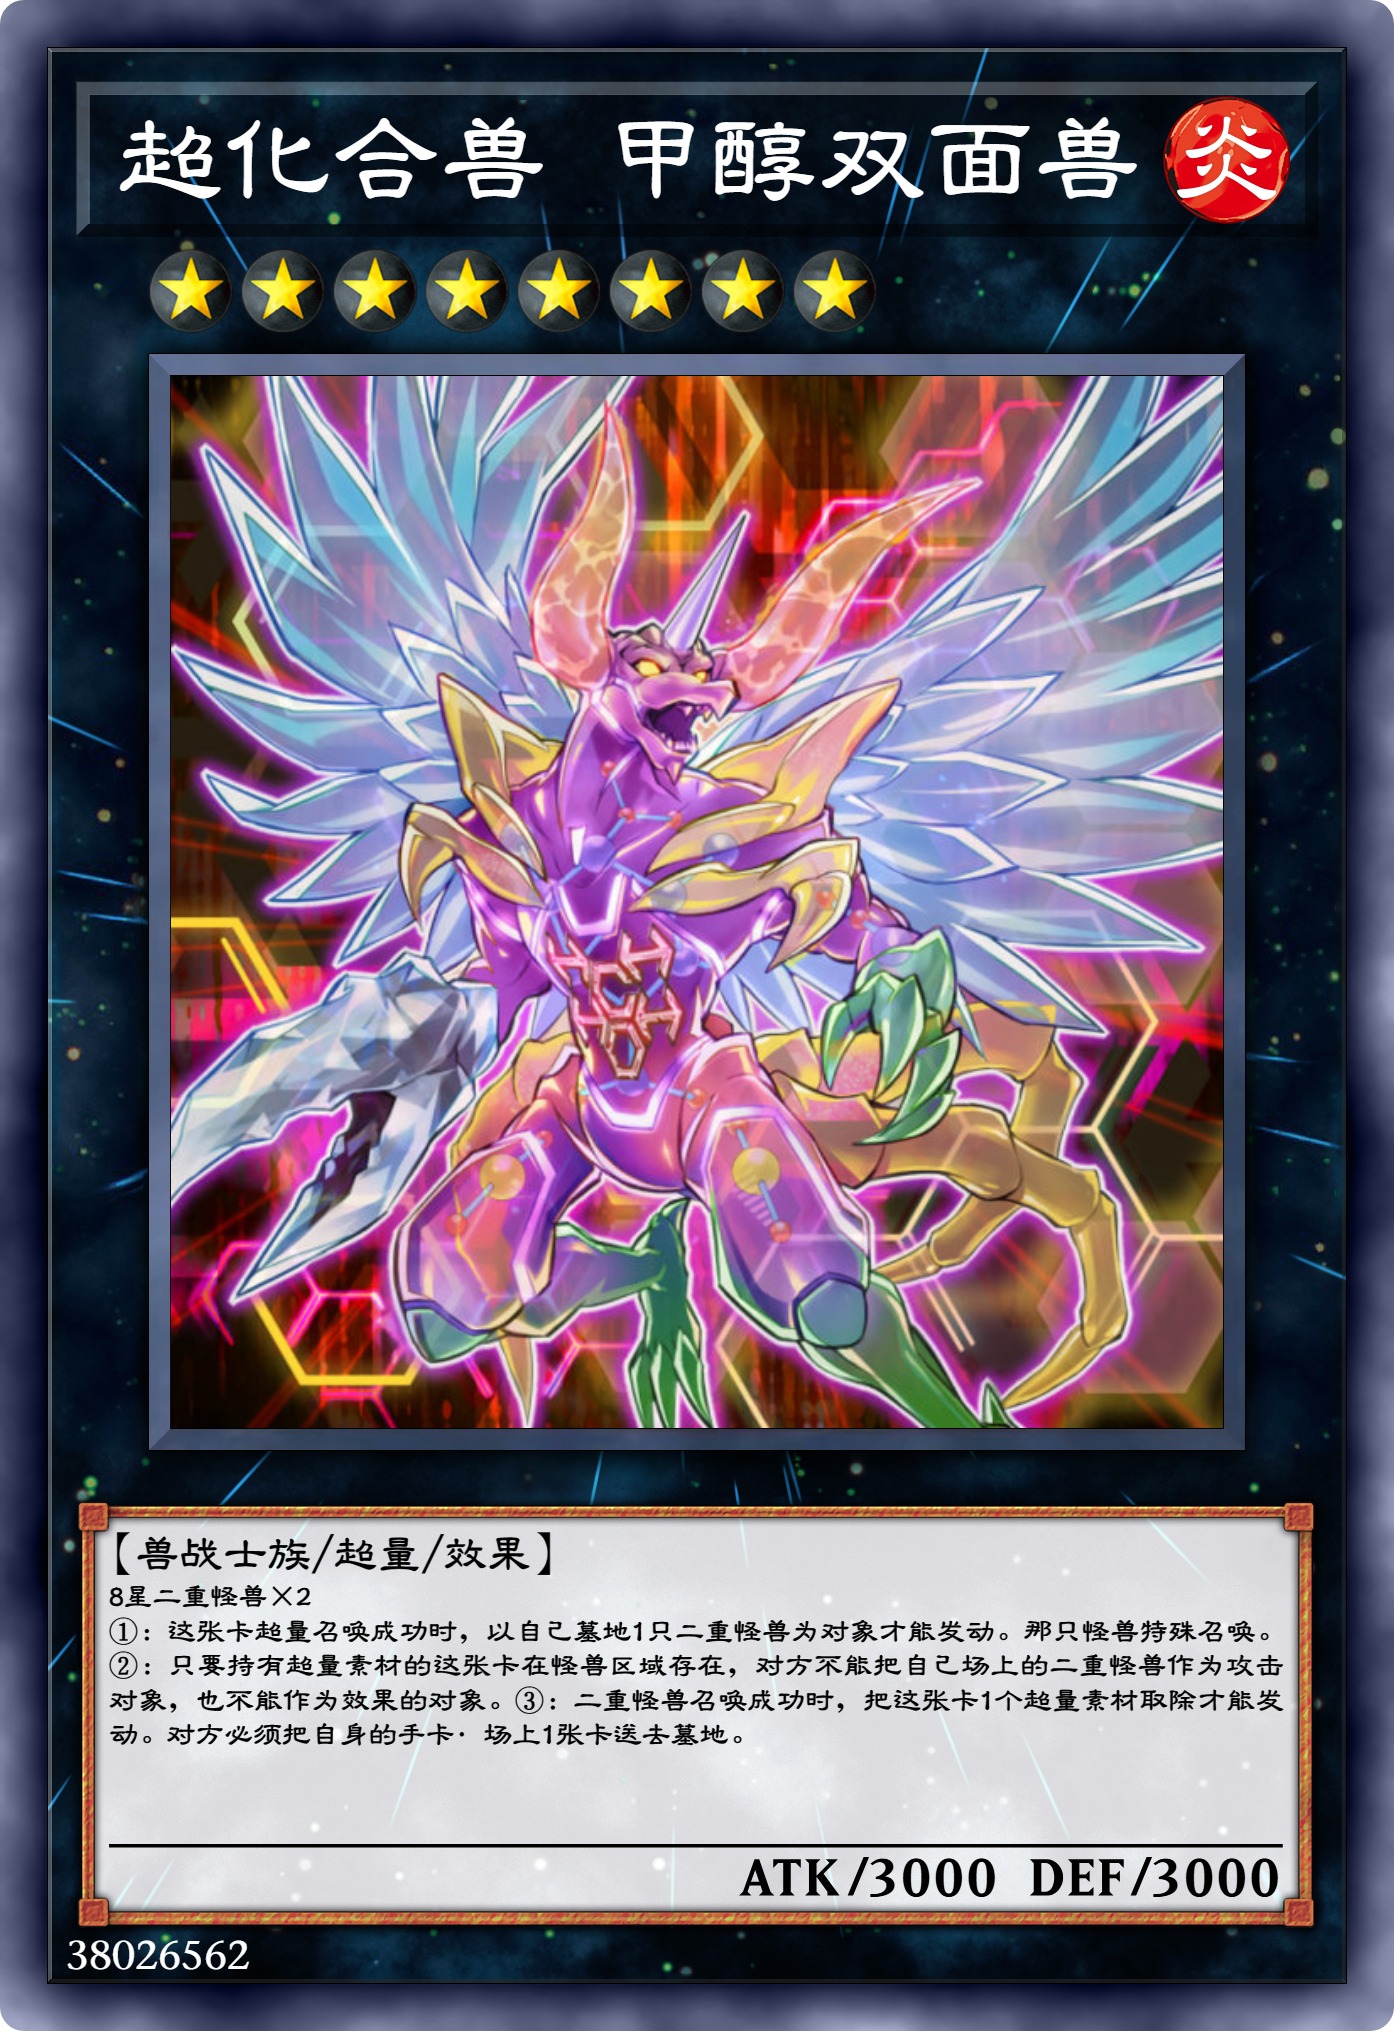 超化合兽 甲醇双面兽 炎
【兽战士族/超量/效果】
8星二重怪兽×2
①：这张卡超量召唤成功时，以自己墓地1只二重怪兽为对象才能发动。那只怪兽特殊召唤。
②：只要持有超量素材的这张卡在怪兽区域存在，对方不能把自己场上的二重怪兽作为攻击
对象，也不能作为效果的对象。③：二重怪兽召唤成功时，把这张卡1个超量素材取除才能发
动。对方必须把自身的手卡·场上1张卡送去墓地。
ATK/3000 DEF/3000
38026562